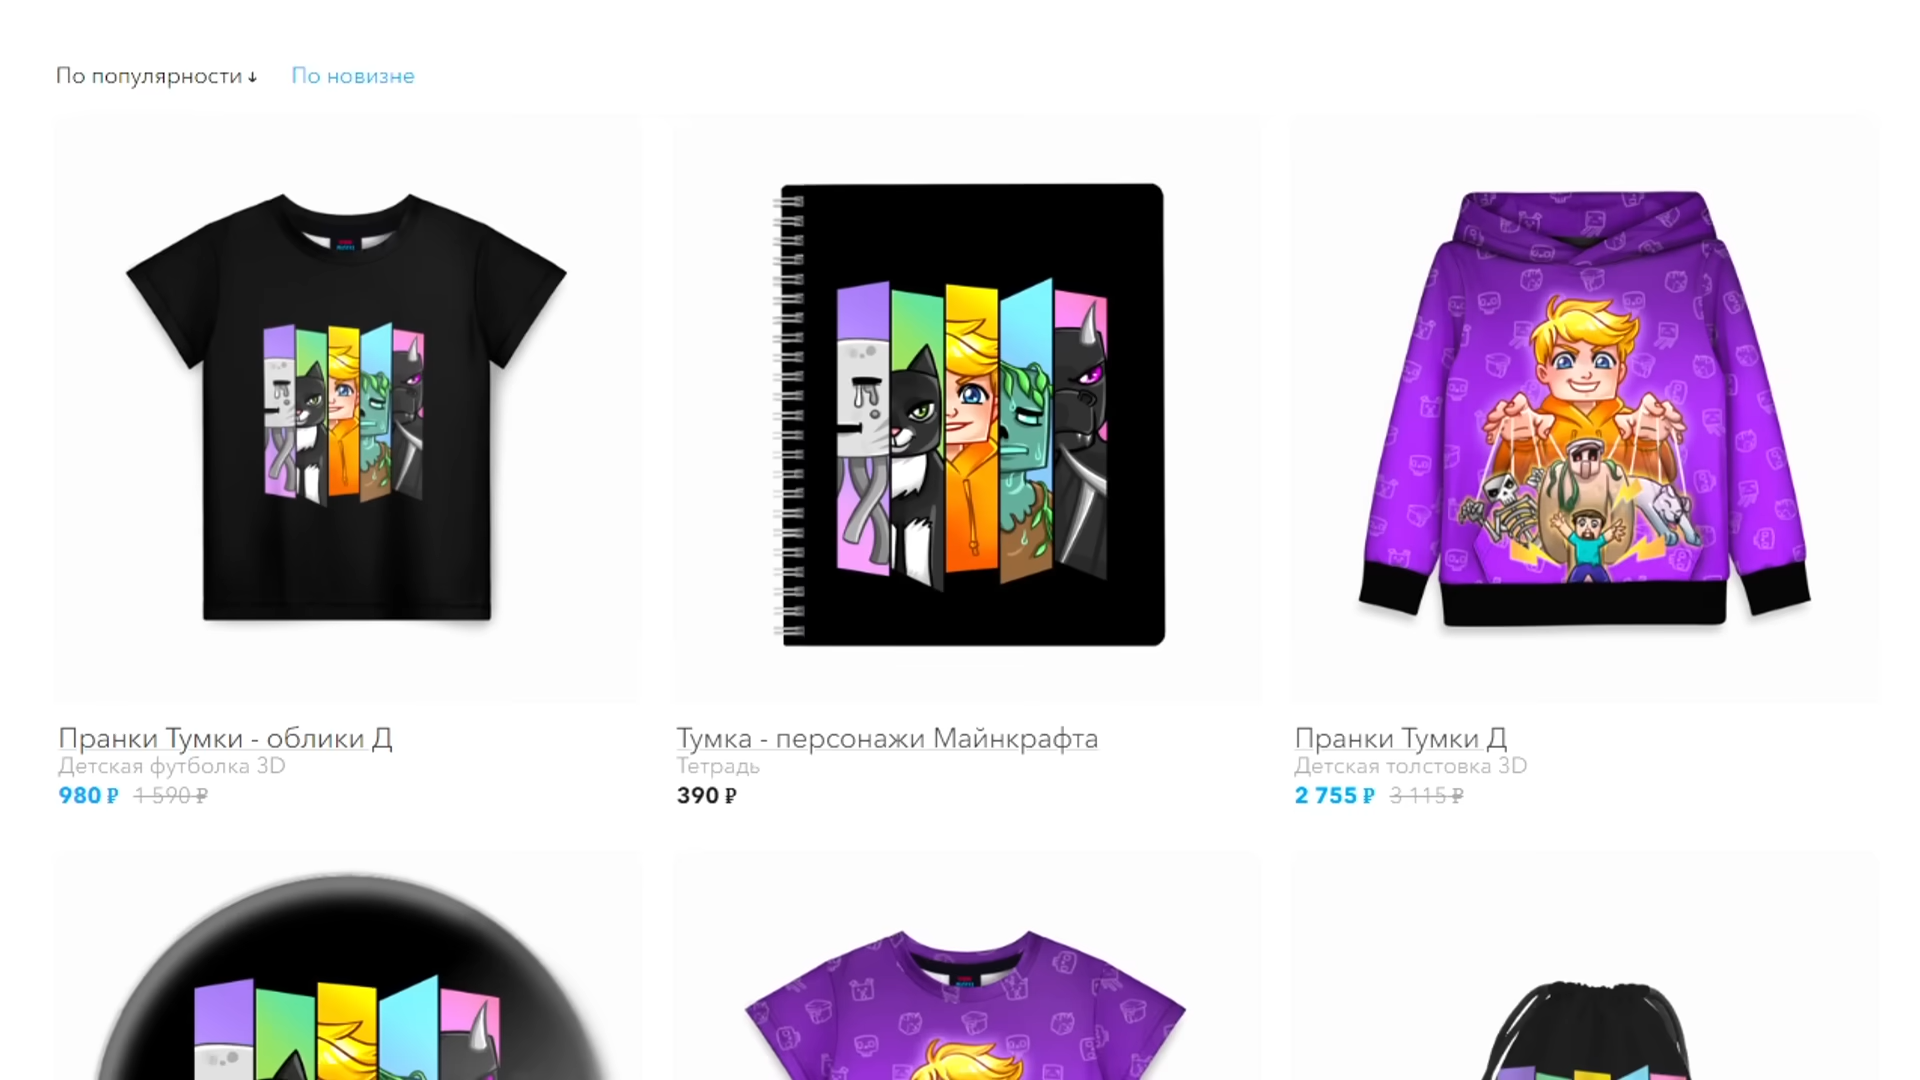 По популярности↓ По новизне
Пранки Тумки - облики Д
Детская футболка 3D
980 ₽ 1 590 ₽
Тумка - персонажи Майнкрафта
Тетрадь
390 ₽
Пранки Тумки Д
Детская толстовка 3D
2 755 ₽ 3 115 ₽